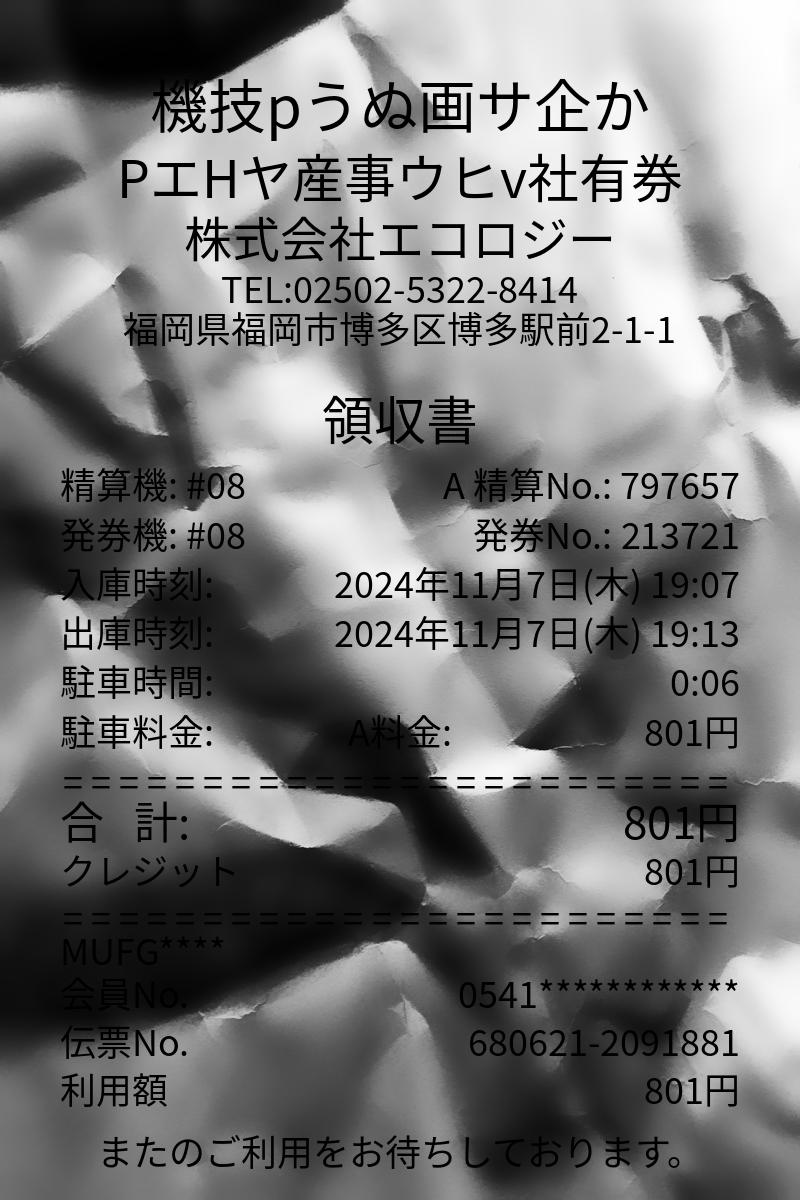 機技pうぬ画サ企か
PエHヤ産事ウヒv社有券
株式会社エコロジー
TEL:02502-5322-8414
福岡県福岡市博多区博多駅前2-1-1
領収書
精算機: #08 A 精算No.: 797657
発券機: #08 発券No.: 213721
入庫時刻: 2024年11月7日(木) 19:07
出庫時刻: 2024年11月7日(木) 19:13
駐車時間: 0:06
駐車料金: A料金: 801円
========================
合 計: 801円
クレジット 801円
========================
MUFG****
会員No. 0541************
伝票No. 680621-2091881
利用額 801円
またのご利用をお待ちしております。